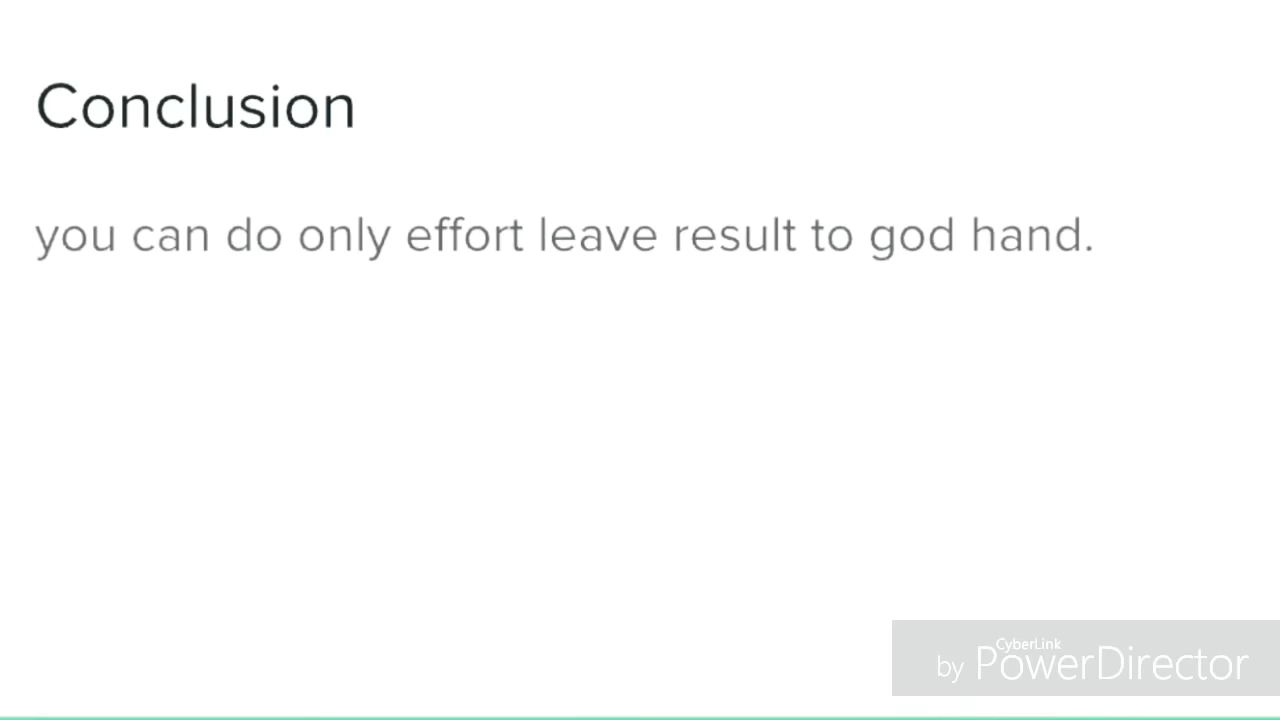 Conclusion
you can do only effort leave result to god hand.
CyberLink
by PowerDirector